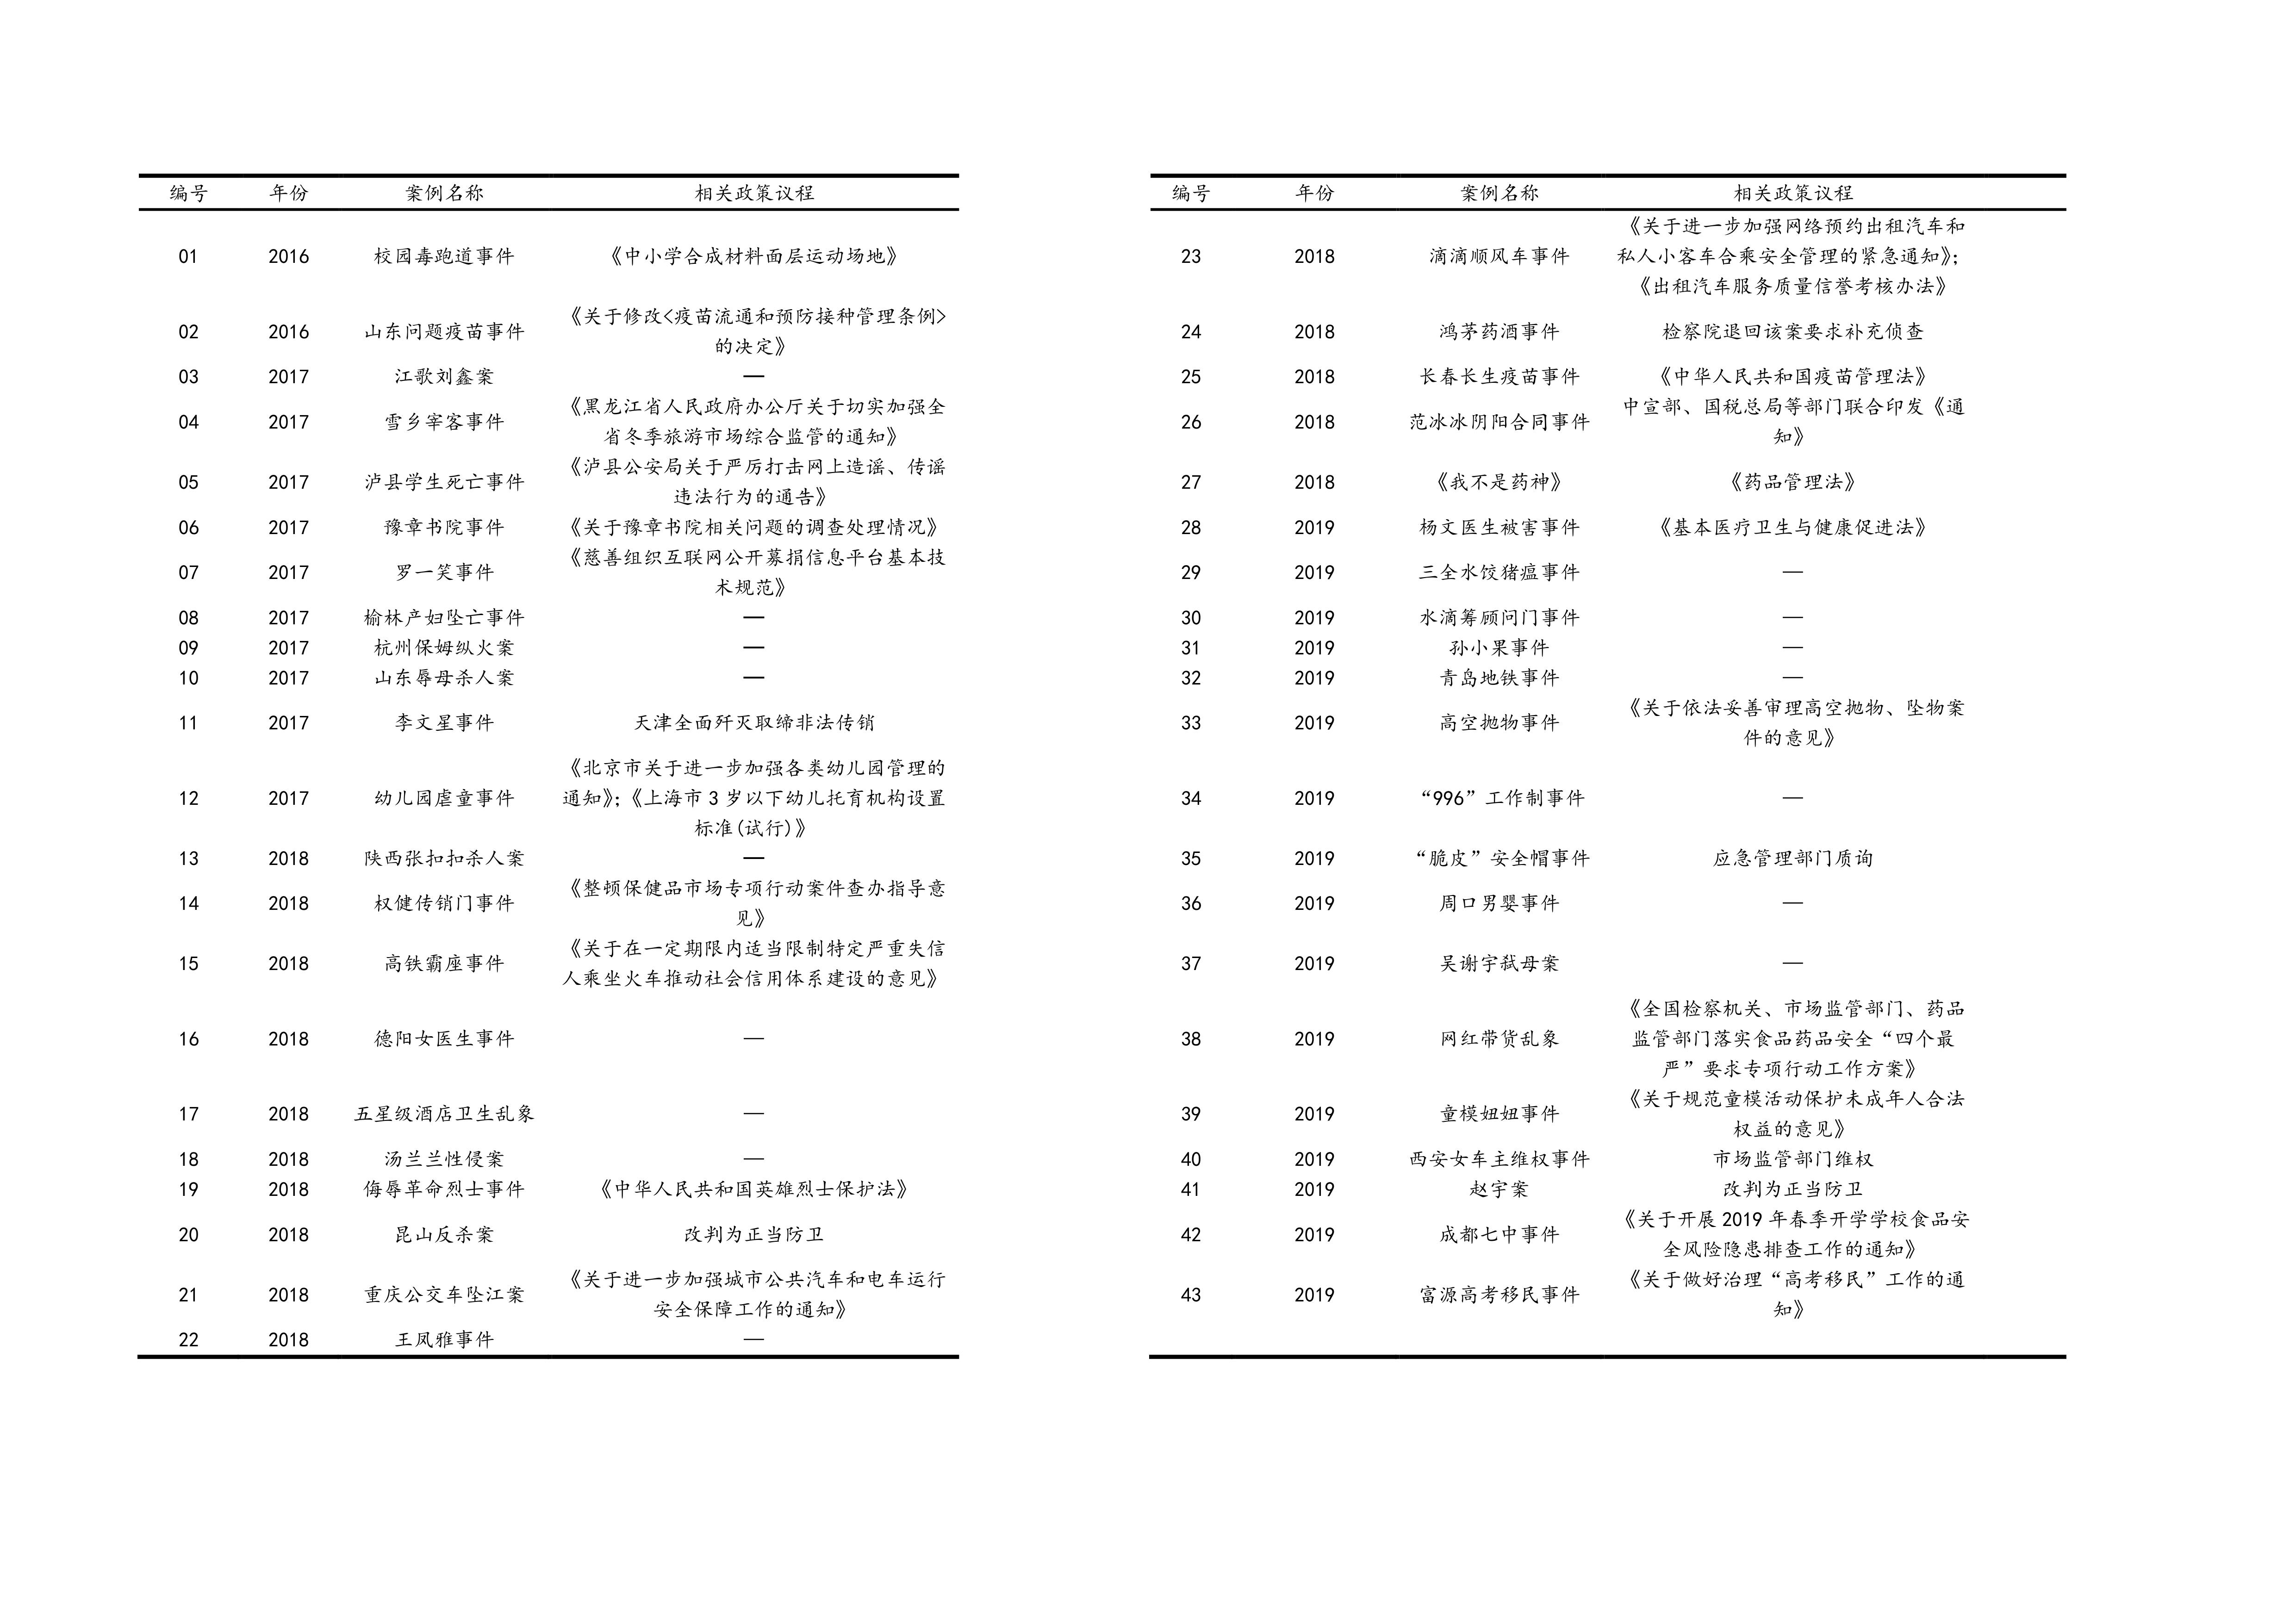 编号 年份 案例名称 相关政策议程
01 2016 校园毒跑道事件 《中小学合成材料面层运动场地》
02 2016 山东问题疫苗事件 《关于修改<疫苗流通和预防接种管理条例>
的决定》
03 2017 江歌刘鑫案 —
04 2017 雪乡宰客事件 《黑龙江省人民政府办公厅关于切实加强全
省冬季旅游市场综合监管的通知》
05 2017 泸县学生死亡事件 《泸县公安局关于严厉打击网上造谣、传谣
违法行为的通告》
06 2017 豫章书院事件 《关于豫章书院相关问题的调查处理情况》
07 2017 罗一笑事件 《慈善组织互联网公开募捐信息平台基本技
术规范》
08 2017 榆林产妇坠亡事件 —
09 2017 杭州保姆纵火案 —
10 2017 山东辱母杀人案 —
11 2017 李文星事件 天津全面歼灭取缔非法传销
12 2017 幼儿园虐童事件 《北京市关于进一步加强各类幼儿园管理的
通知》；《上海市 3 岁以下幼儿托育机构设置
标准(试行)》
13 2018 陕西张扣扣杀人案 —
14 2018 权健传销门事件 《整顿保健品市场专项行动案件查办指导意
见》
15 2018 高铁霸座事件 《关于在一定期限内适当限制特定严重失信
人乘坐火车推动社会信用体系建设的意见》
16 2018 德阳女医生事件 —
17 2018 五星级酒店卫生乱象 —
18 2018 汤兰兰性侵案 —
19 2018 侮辱革命烈士事件 《中华人民共和国英雄烈士保护法》
20 2018 昆山反杀案 改判为正当防卫
21 2018 重庆公交车坠江案 《关于进一步加强城市公共汽车和电车运行
安全保障工作的通知》
22 2018 王凤雅事件 —
编号 年份 案例名称 相关政策议程
23 2018 滴滴顺风车事件 《关于进一步加强网络预约出租汽车和
私人小客车合乘安全管理的紧急通知》；
《出租汽车服务质量信誉考核办法》
24 2018 鸿茅药酒事件 检察院退回该案要求补充侦查
25 2018 长春长生疫苗事件 《中华人民共和国疫苗管理法》
26 2018 范冰冰阴阳合同事件 中宣部、国税总局等部门联合印发《通
知》
27 2018 《我不是药神》 《药品管理法》
28 2019 杨文医生被害事件 《基本医疗卫生与健康促进法》
29 2019 三全水饺猪瘟事件 —
30 2019 水滴筹顾问门事件 —
31 2019 孙小果事件 —
32 2019 青岛地铁事件 —
33 2019 高空抛物事件 《关于依法妥善审理高空抛物、坠物案
件的意见》
34 2019 “996”工作制事件 —
35 2019 “脆皮”安全帽事件 应急管理部门质询
36 2019 周口男婴事件 —
37 2019 吴谢宇弑母案 —
38 2019 网红带货乱象 《全国检察机关、市场监管部门、药品
监管部门落实食品药品安全“四个最
严”要求专项行动工作方案》
39 2019 童模妞妞事件 《关于规范童模活动保护未成年人合法
权益的意见》
40 2019 西安女车主维权事件 市场监管部门维权
41 2019 赵宇案 改判为正当防卫
42 2019 成都七中事件 《关于开展 2019 年春季开学学校食品安
全风险隐患排查工作的通知》
43 2019 富源高考移民事件 《关于做好治理“高考移民”工作的通
知》